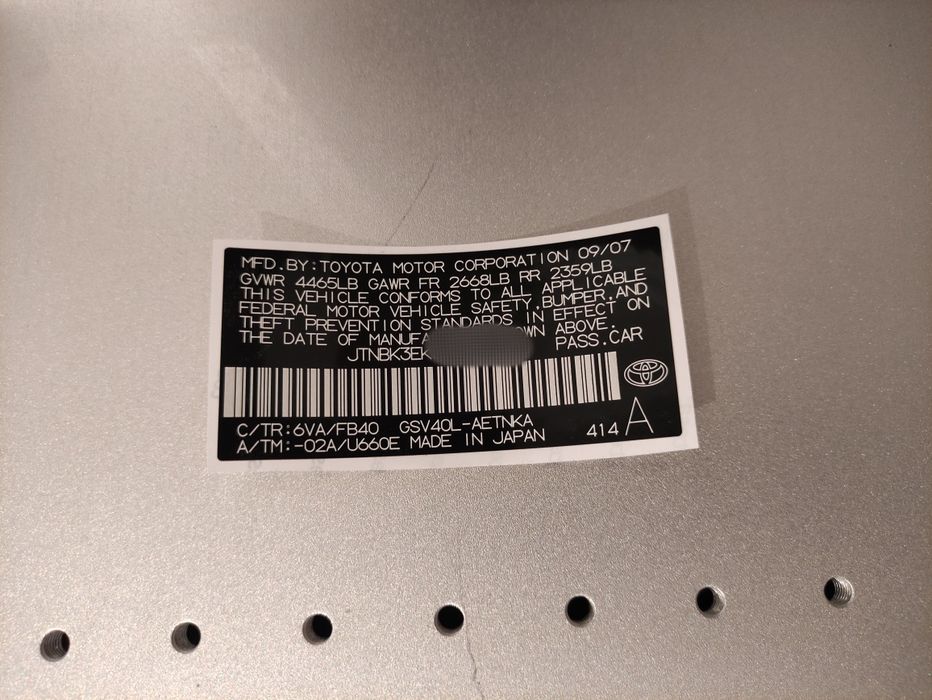 MFD.BY:TOYOTA MOTOR CORPORATION 09/07
GVWR 4465LB GAWR FR 2668LB RR 2359LB
THIS VEHICLE CONFORMS TO ALL APPLICABLE
FEDERAL MOTOR VEHICLE SAFETY,BUMPER,AND
THEFT PREVENTION STANDARDS IN EFFECT ON
THE DATE OF ABOVE.
PASS.CAR
C/TR:6VA/FB40 GSV40L-AETNKA
A/TM:-02A/U660E MADE IN JAPAN
414 A